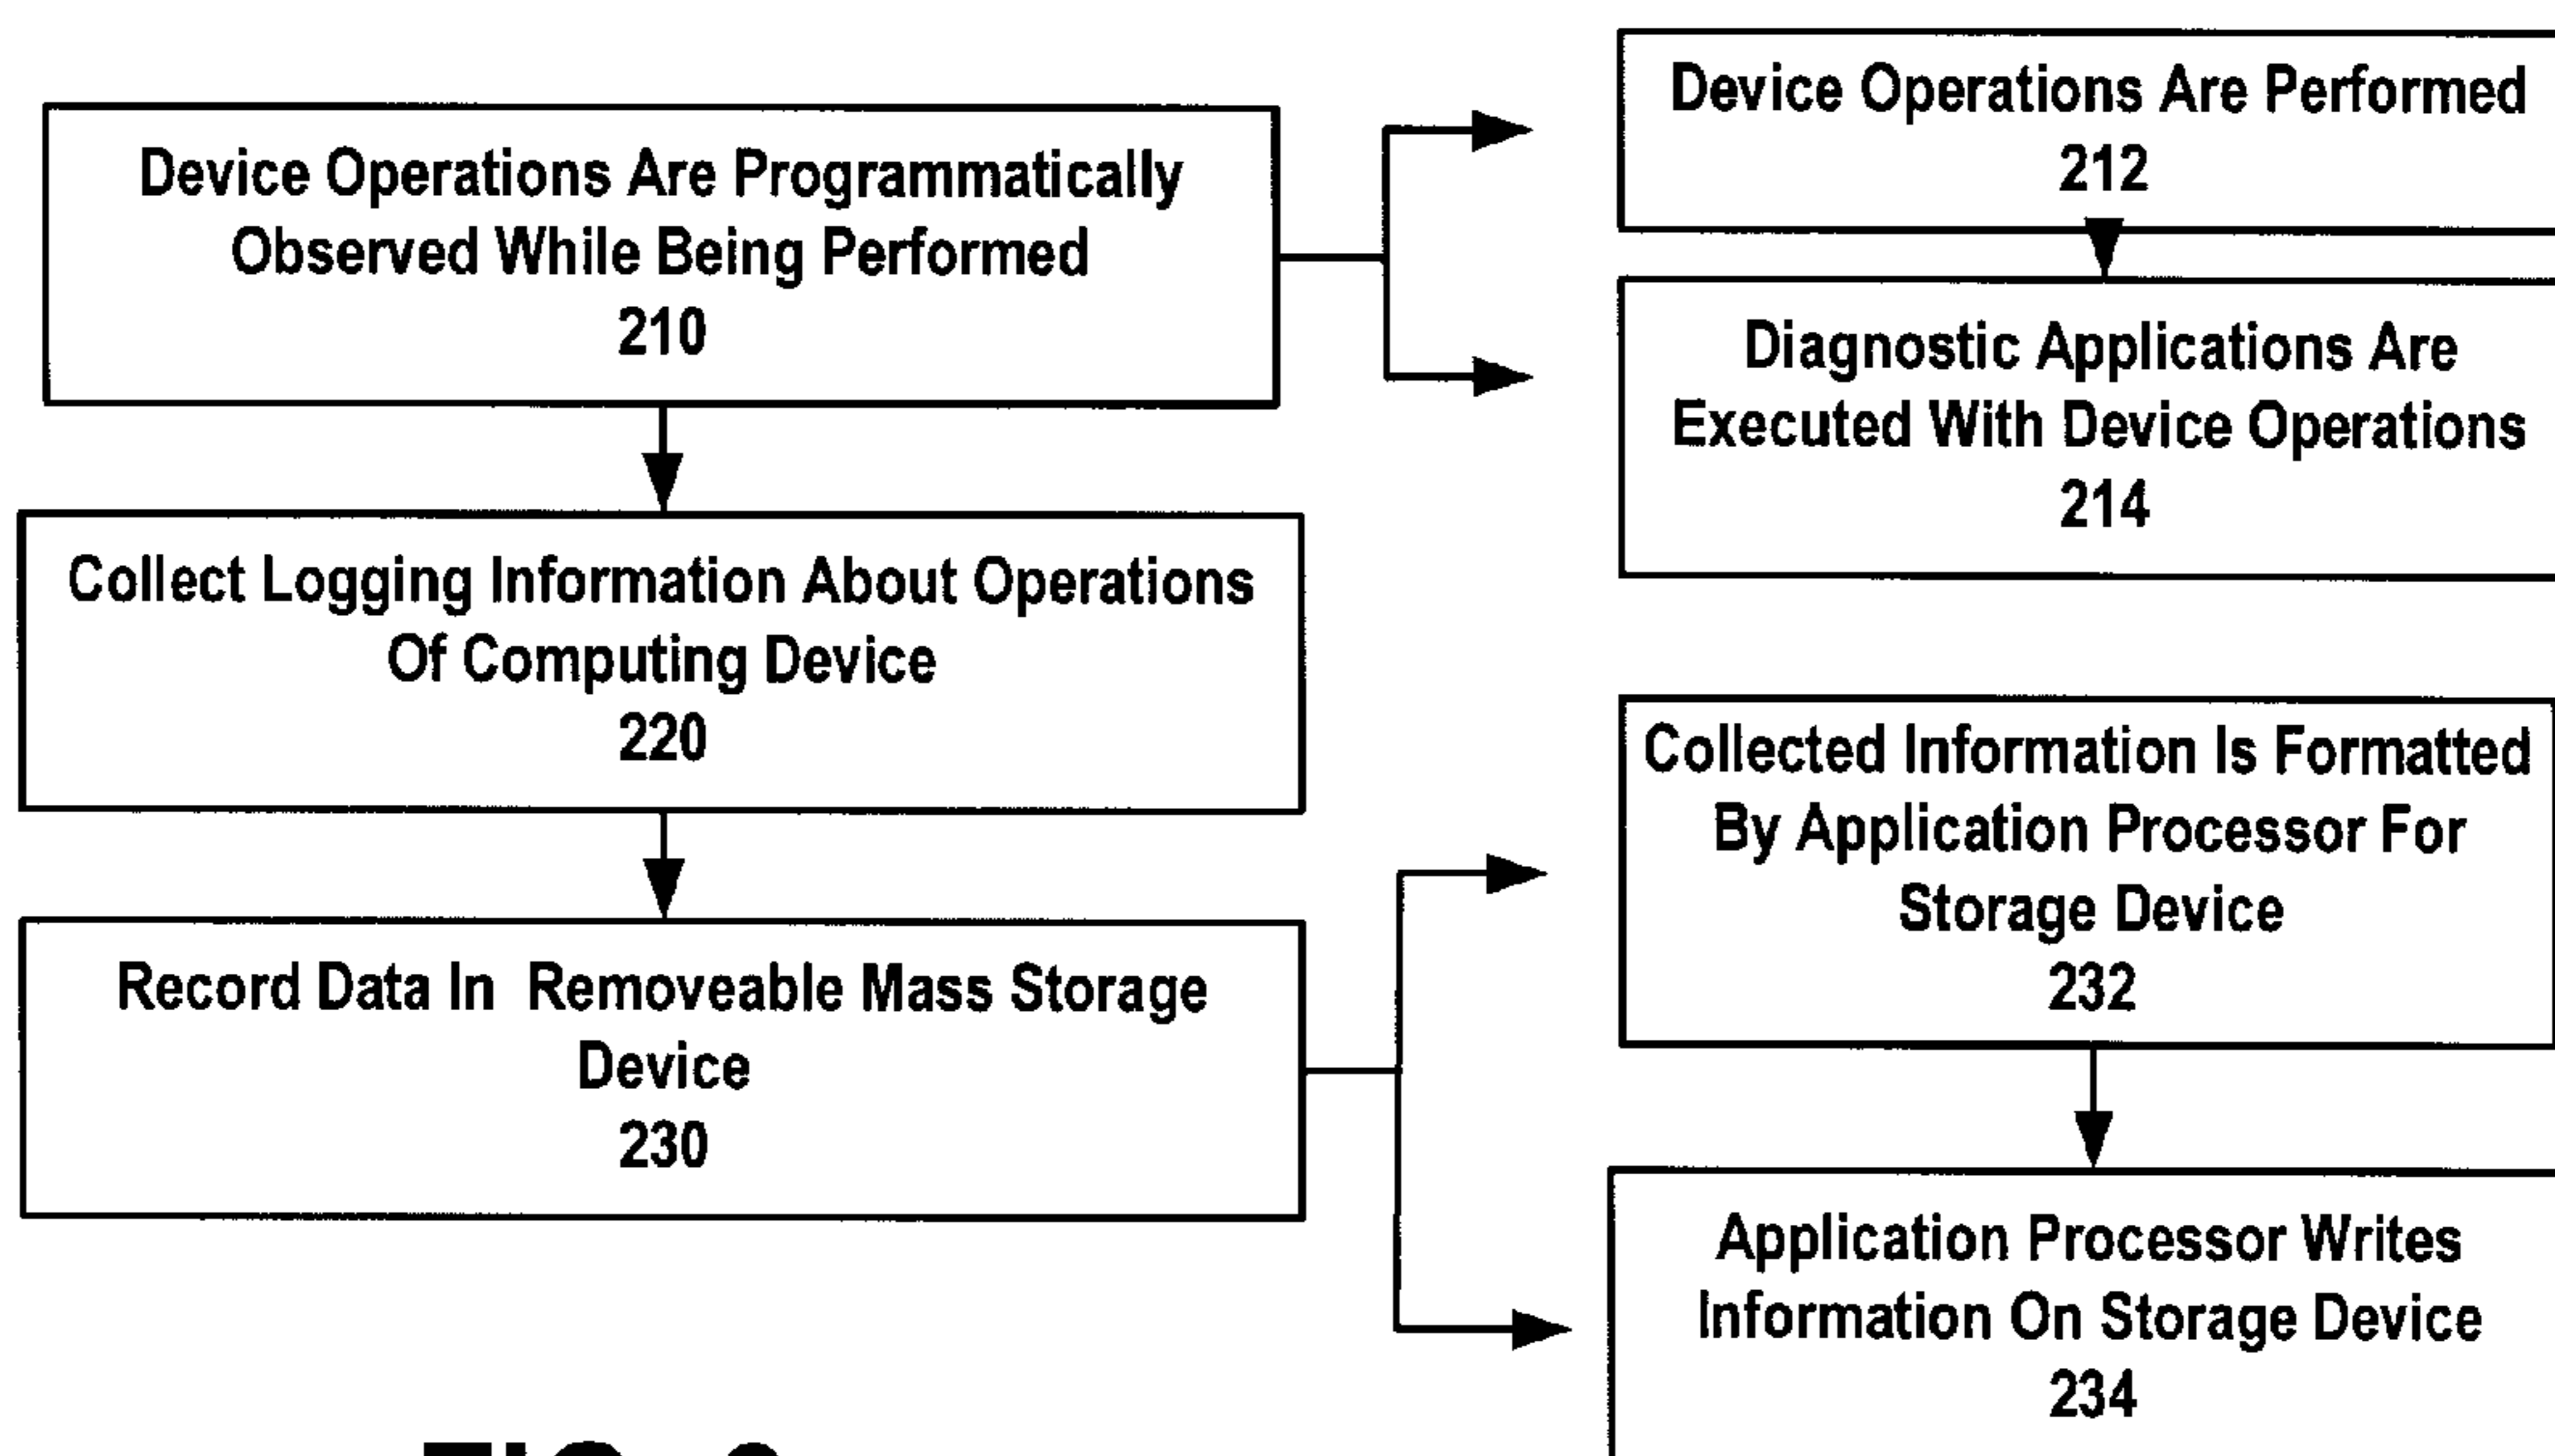 Device Operations Are Programmatically
Observed While Being Performed
210
Device Operations Are Performed
212
Diagnostic Applications Are
Executed With Device Operations
214
Collect Logging Information About Operations
Of Computing Device
220
Collected Information Is Formatted
By Application Processor For
Storage Device
232
Record Data In Removeable Mass Storage
Device
230
Application Processor Writes
Information On Storage Device
234